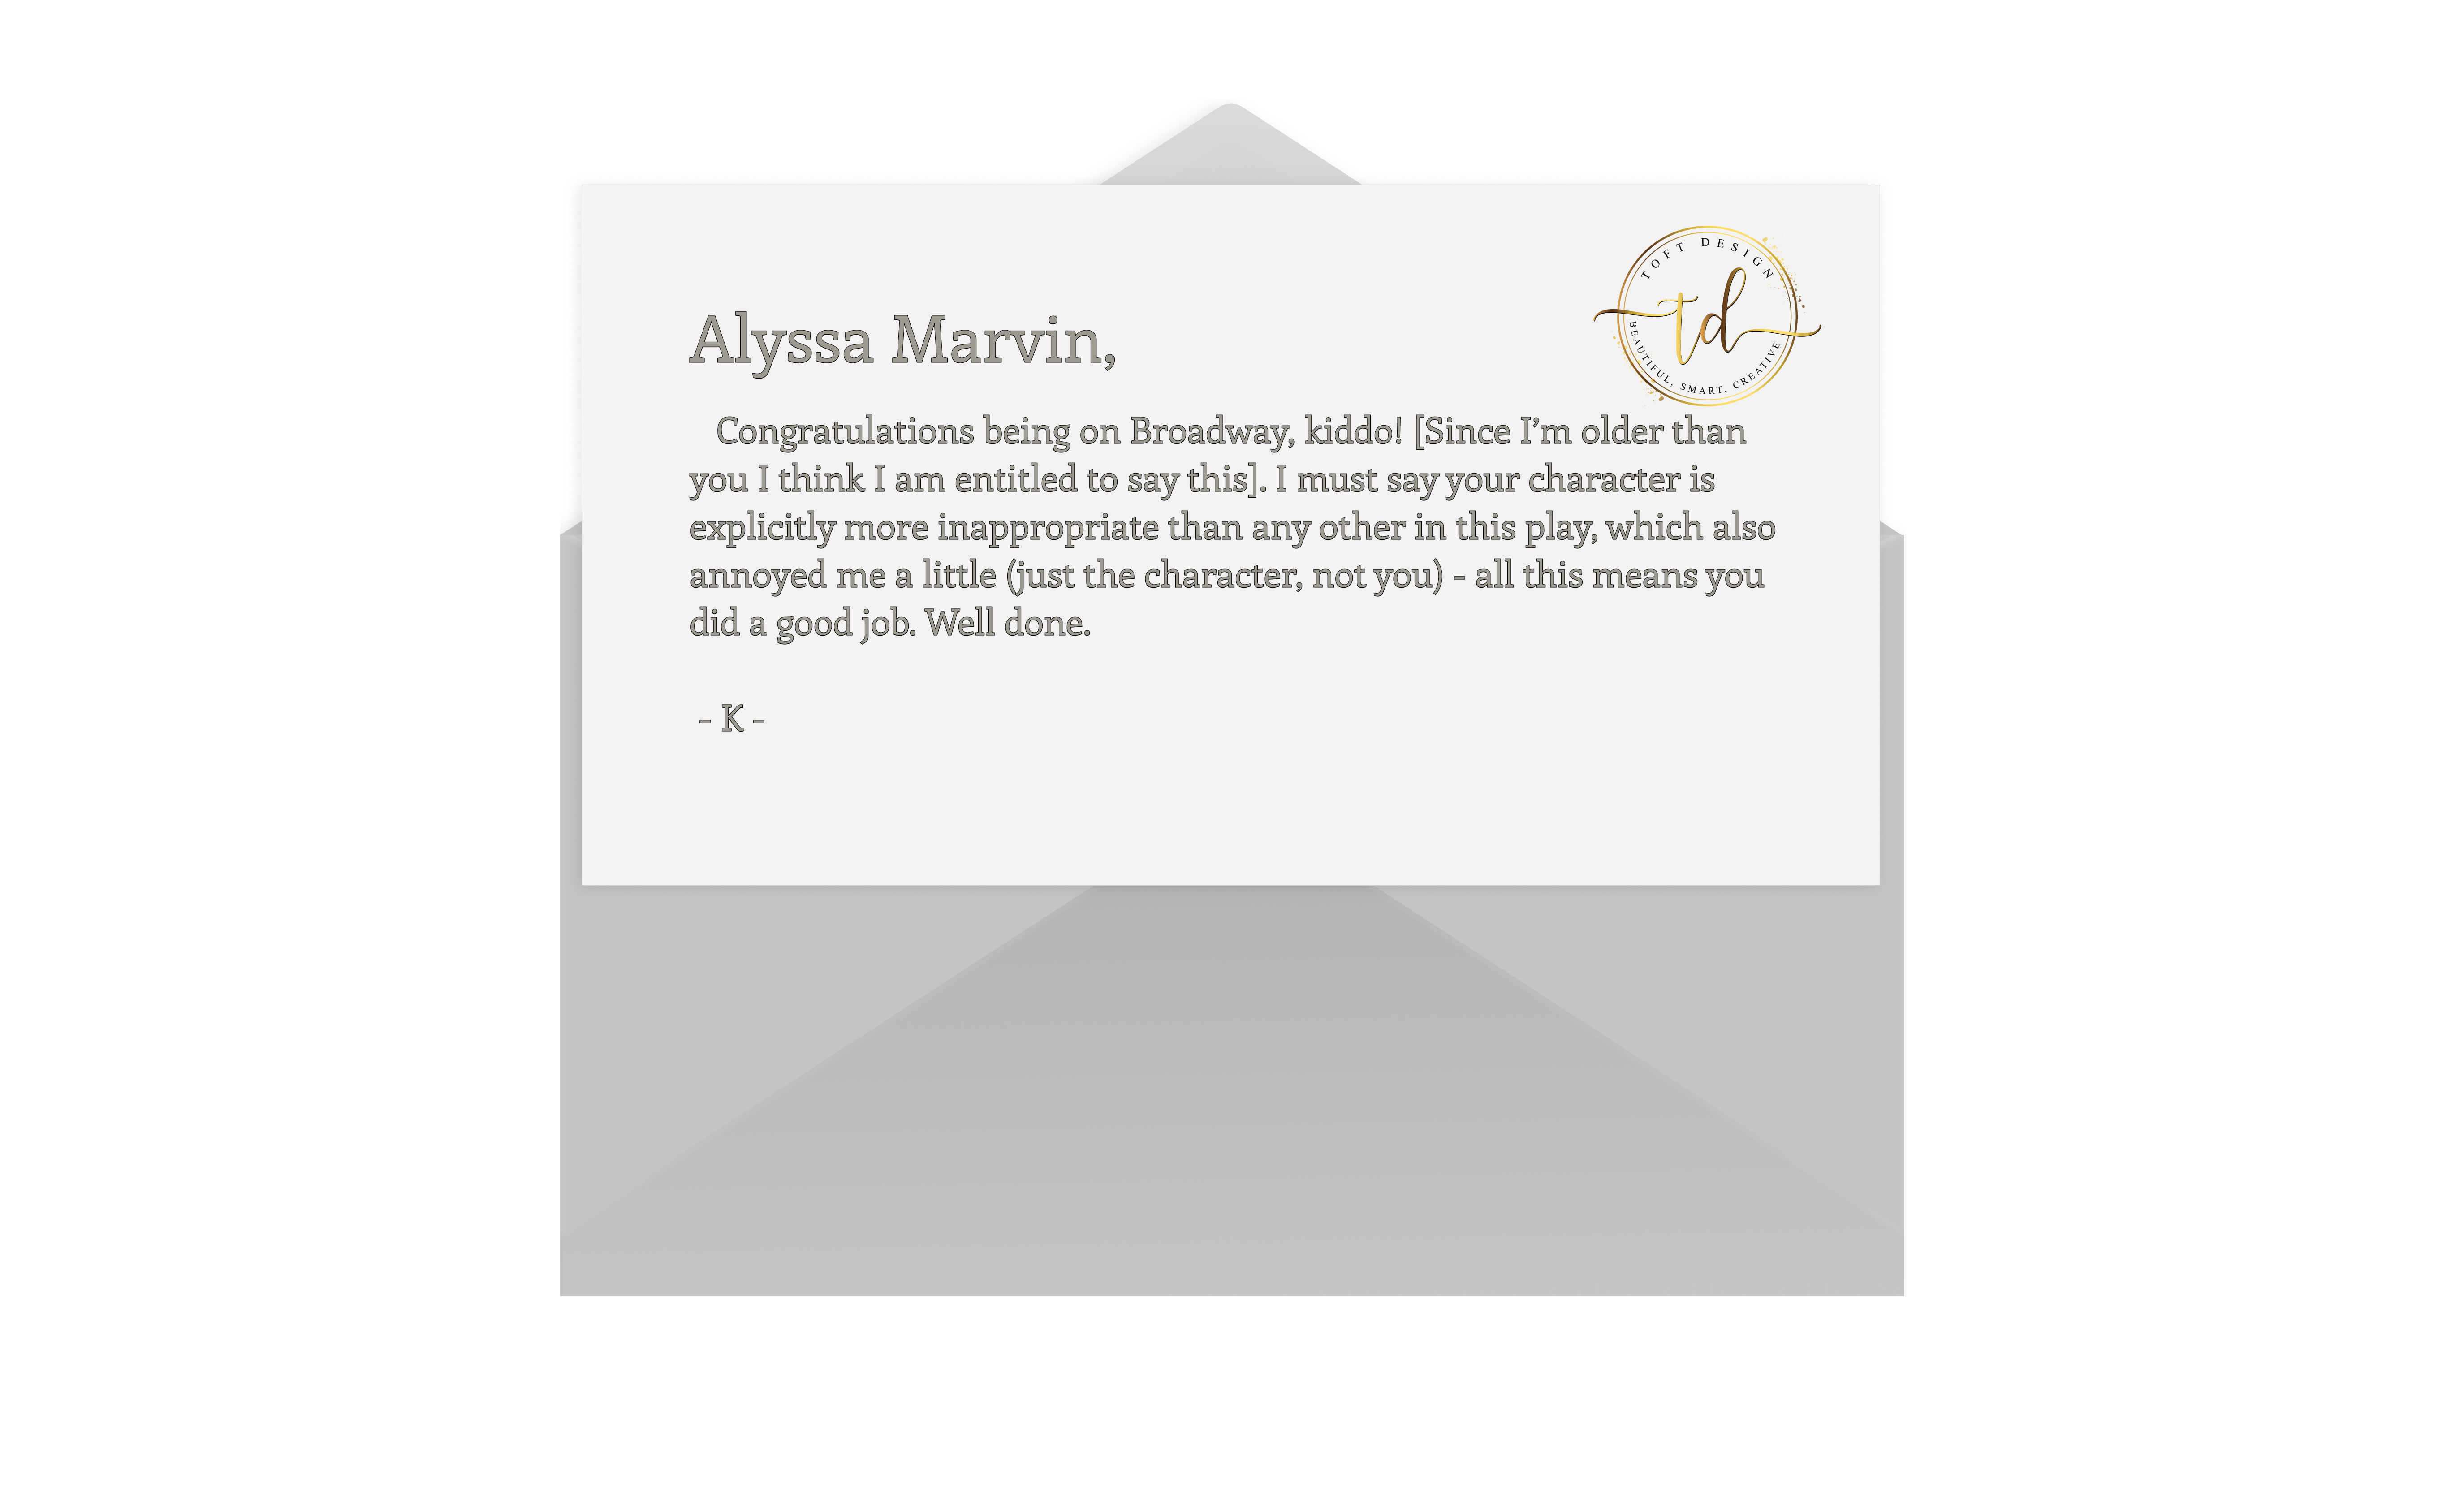 TOFT DESIGN
td
BEAUTIFUL, SMART, CREATIVE
Alyssa Marvin,
Congratulations being on Broadway, kiddo! [Since I’m older than
you I think I am entitled to say this]. I must say your character is
explicitly more inappropriate than any other in this play, which also
annoyed me a little (just the character, not you) - all this means you
did a good job. Well done.
- K -